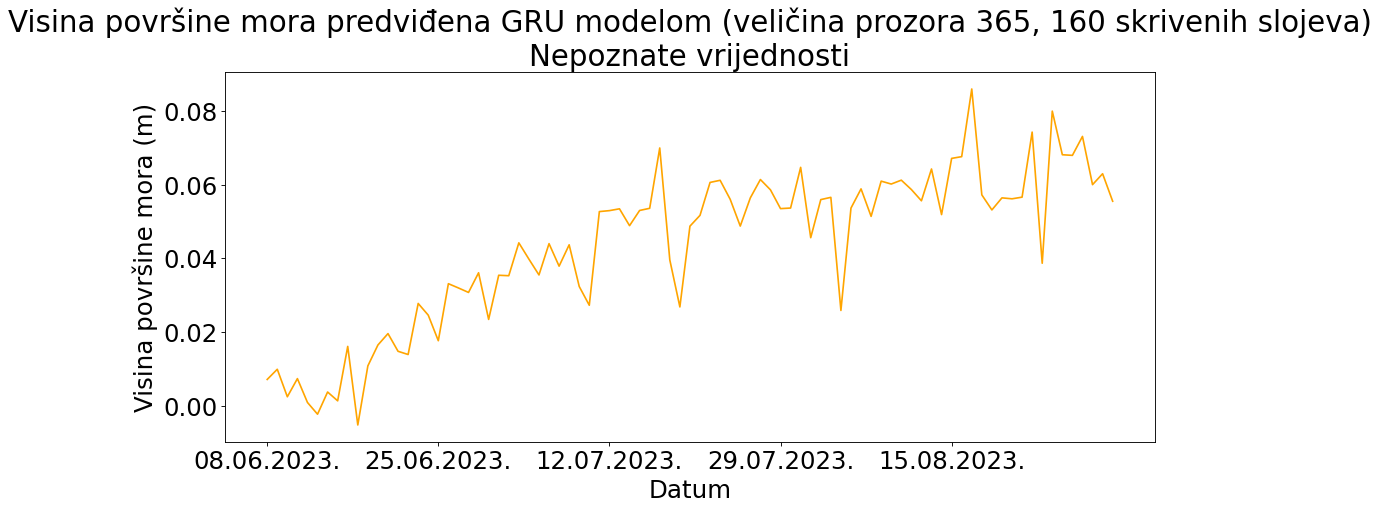 Visina površine mora predviđena GRU modelom (veličina prozora 365, 160 skrivenih slojeva)
Nepoznate vrijednosti
Visina površine mora (m)
0.08
0.06
0.04
0.02
0.00
08.06.2023. 25.06.2023. 12.07.2023. 29.07.2023. 15.08.2023.
Datum